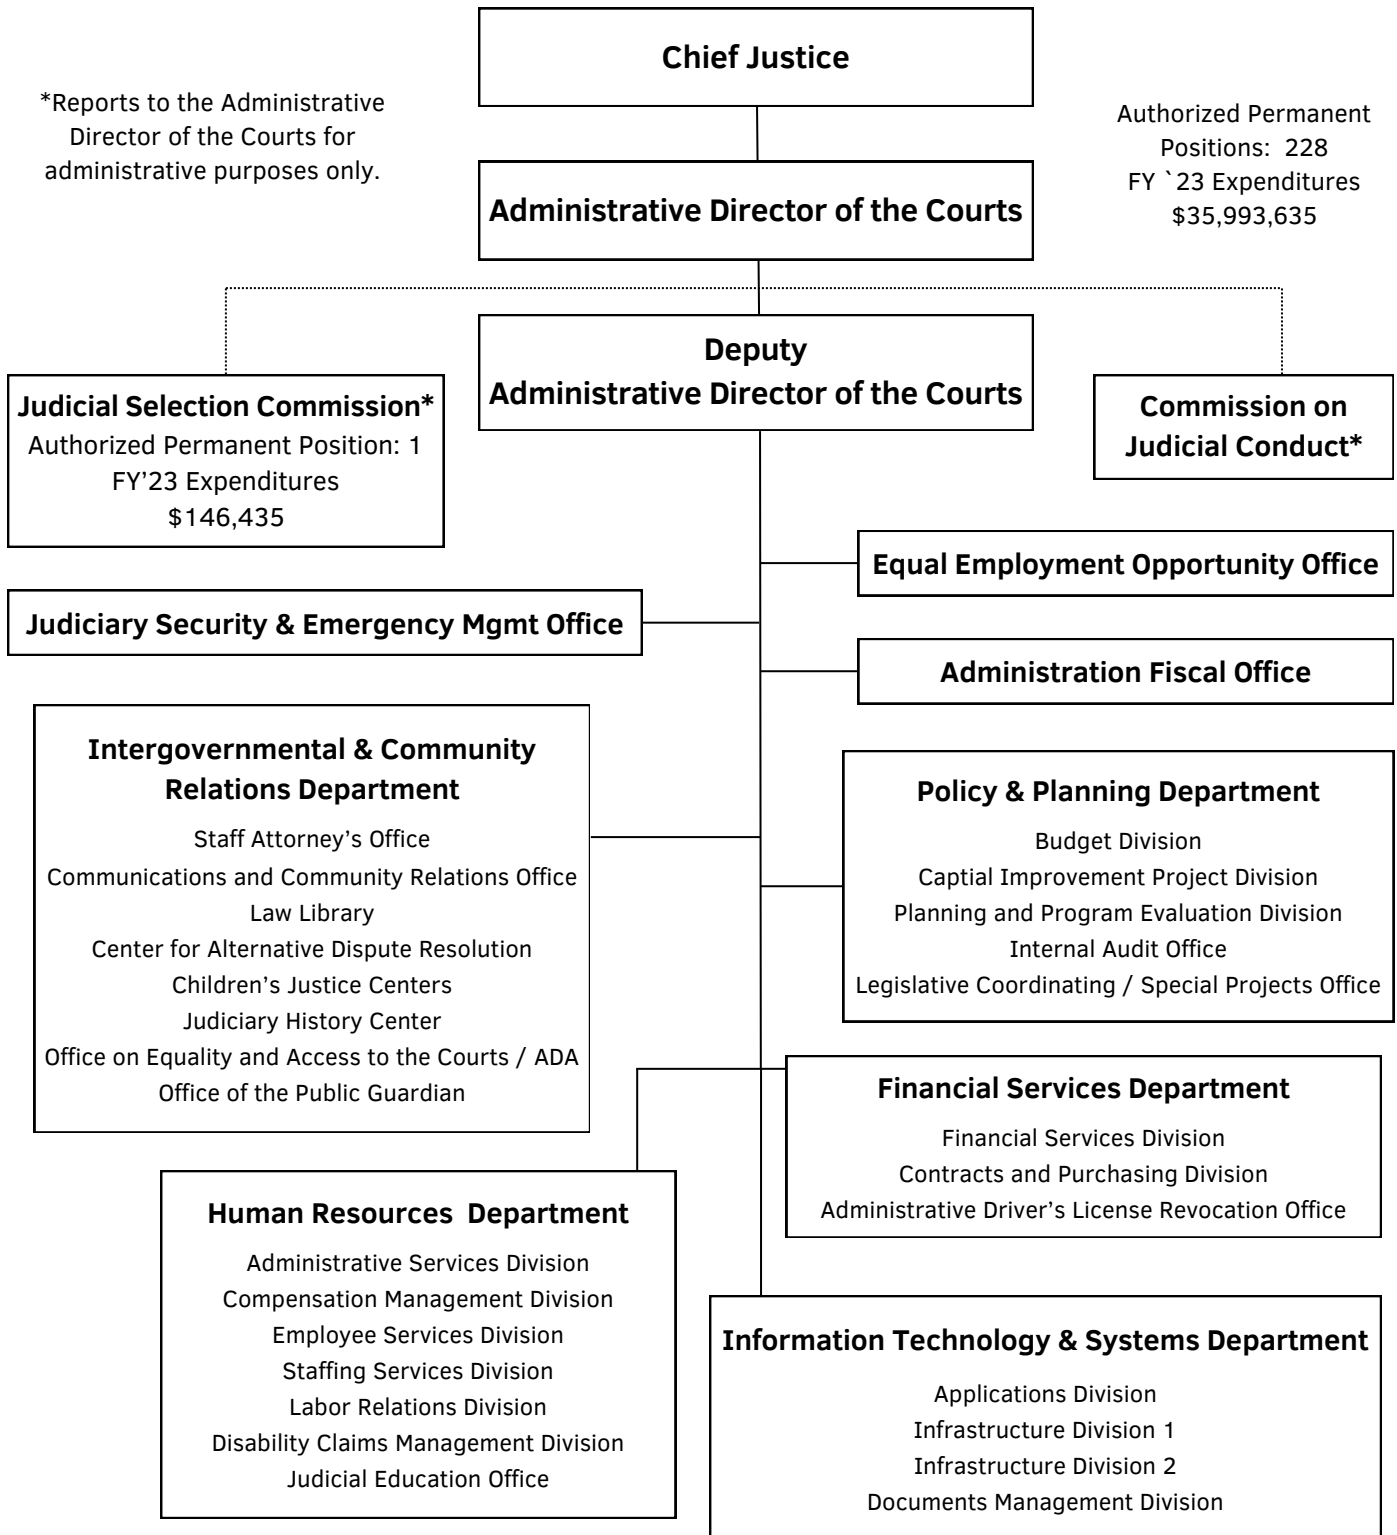 Chief Justice
*Reports to the Administrative
Director of the Courts for
administrative purposes only.
Authorized Permanent
Positions: 228
FY `23 Expenditures
$35,993,635
Administrative Director of the Courts
Deputy
Administrative Director of the Courts
Judicial Selection Commission*
Authorized Permanent Position: 1
FY’23 Expenditures
$146,435
Commission on
Judicial Conduct*
Equal Employment Opportunity Office
Judiciary Security & Emergency Mgmt Office
Administration Fiscal Office
Intergovernmental & Community
Relations Department
Staff Attorney’s Office
Communications and Community Relations Office
Law Library
Center for Alternative Dispute Resolution
Children’s Justice Centers
Judiciary History Center
Office on Equality and Access to the Courts / ADA
Office of the Public Guardian
Policy & Planning Department
Budget Division
Captial Improvement Project Division
Planning and Program Evaluation Division
Internal Audit Office
Legislative Coordinating / Special Projects Office
Financial Services Department
Financial Services Division
Contracts and Purchasing Division
Administrative Driver’s License Revocation Office
Human Resources Department
Administrative Services Division
Compensation Management Division
Employee Services Division
Staffing Services Division
Labor Relations Division
Disability Claims Management Division
Judicial Education Office
Information Technology & Systems Department
Applications Division
Infrastructure Division 1
Infrastructure Division 2
Documents Management Division